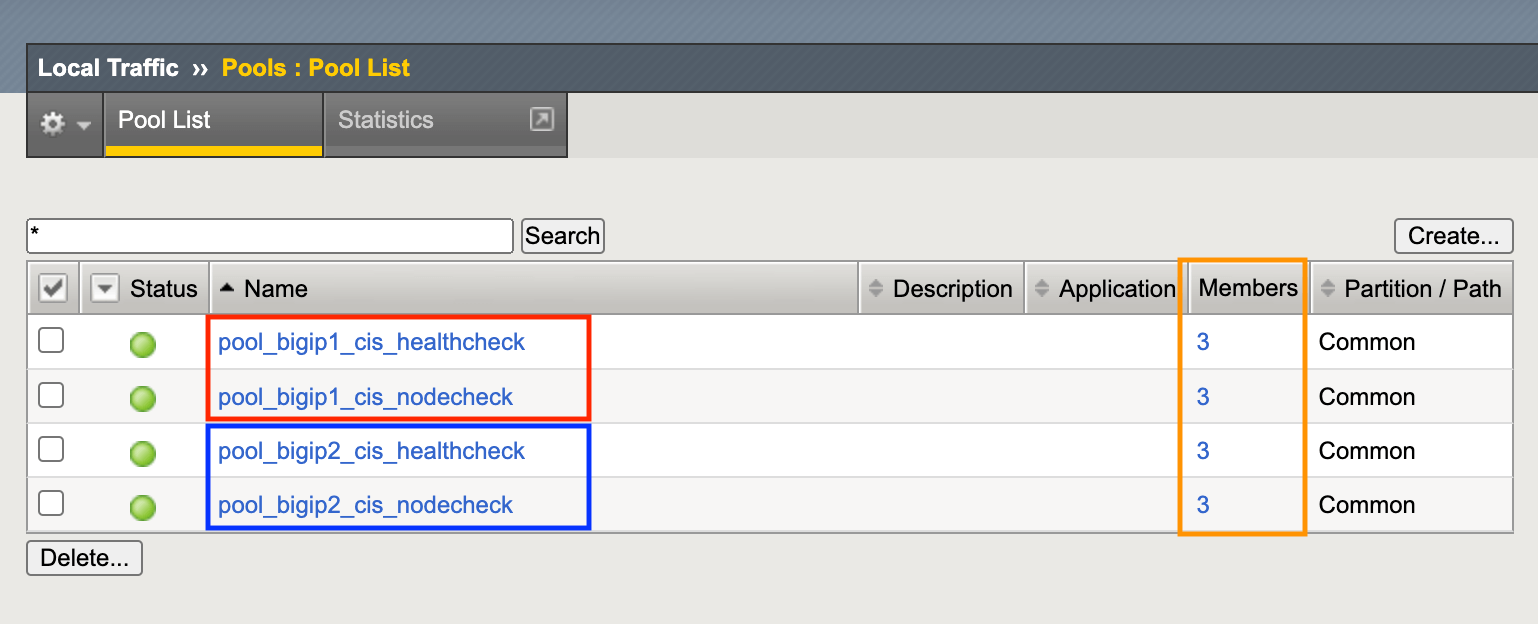 Local Traffic ›› Pools : Pool List
Pool List Statistics
* Search Create...
Status Name Description Application Members Partition / Path
pool_bigip1_cis_healthcheck 3 Common
pool_bigip1_cis_nodecheck 3 Common
pool_bigip2_cis_healthcheck 3 Common
pool_bigip2_cis_nodecheck 3 Common
Delete...